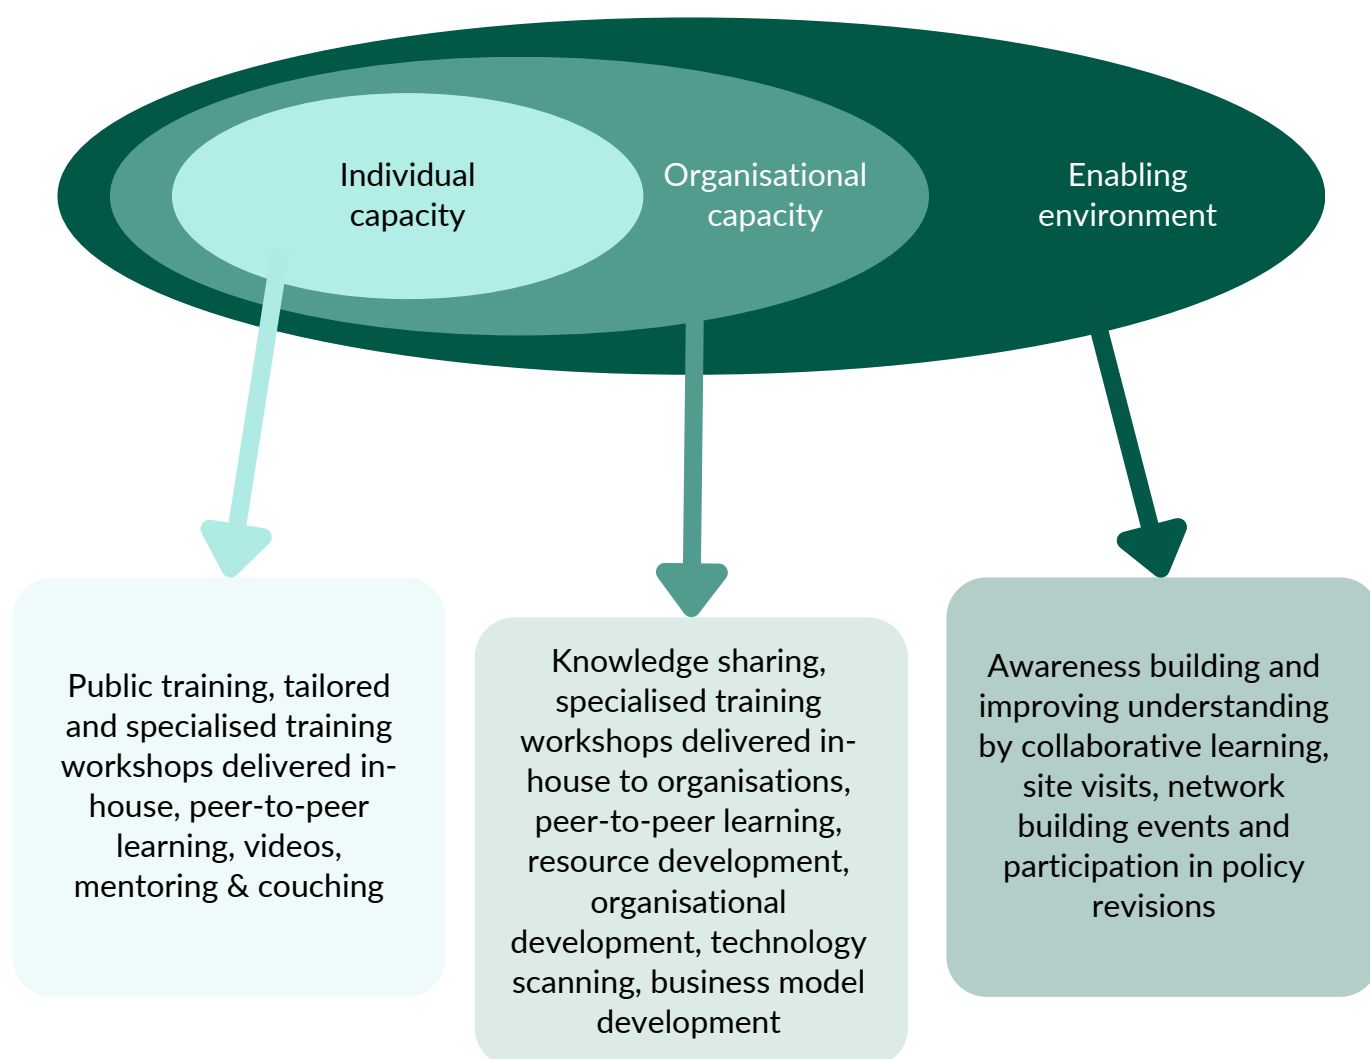 Individual
capacity
Organisational
capacity
Enabling
environment
Public training, tailored
and specialised training
workshops delivered in-
house, peer-to-peer
learning, videos,
mentoring & couching
Knowledge sharing,
specialised training
workshops delivered in-
house to organisations,
peer-to-peer learning,
resource development,
organisational
development, technology
scanning, business model
development
Awareness building and
improving understanding
by collaborative learning,
site visits, network
building events and
participation in policy
revisions